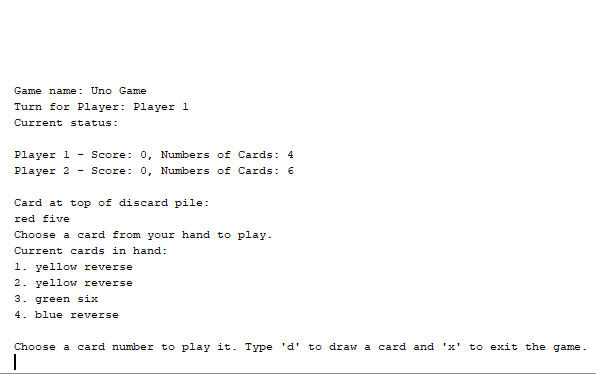 Game name: Uno Game
Turn for Player: Player 1
Current status:
Player 1 - Score: 0, Numbers of Cards: 4
Player 2 - Score: 0, Numbers of Cards: 6
Card at top of discard pile:
red five
Choose a card from your hand to play.
Current cards in hand:
1. yellow reverse
2. yellow reverse
3. green six
4. blue reverse
Choose a card number to play it. Type 'd' to draw a card and 'x' to exit the game.